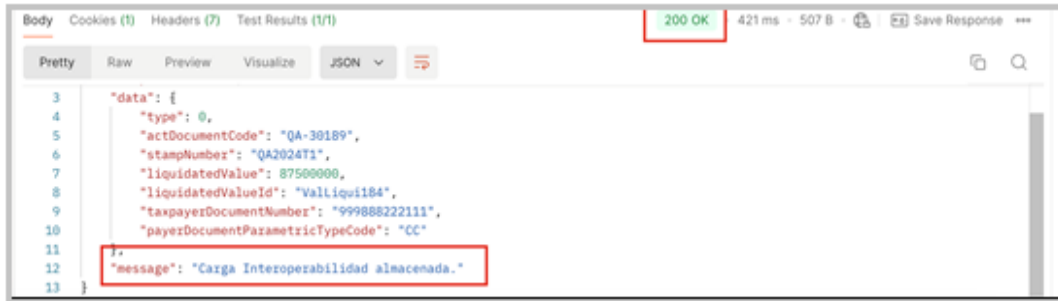 Body Cookies (1) Headers (7) Test Results (1/1) 200 OK 421 ms 507 B Save Response
Pretty Raw Preview Visualize JSON
3 "data": {
4 "type": 0,
5 "actDocumentCode": "QA-30189",
6 "stampNumber": "QA2024T1",
7 "liquidatedValue": 87500000,
8 "liquidatedValueId": "ValLiqui184",
9 "taxpayerDocumentNumber": "999888222111",
10 "payerDocumentParametricTypeCode": "CC"
11 },
12 "message": "Carga Interoperabilidad almacenada."
13 }